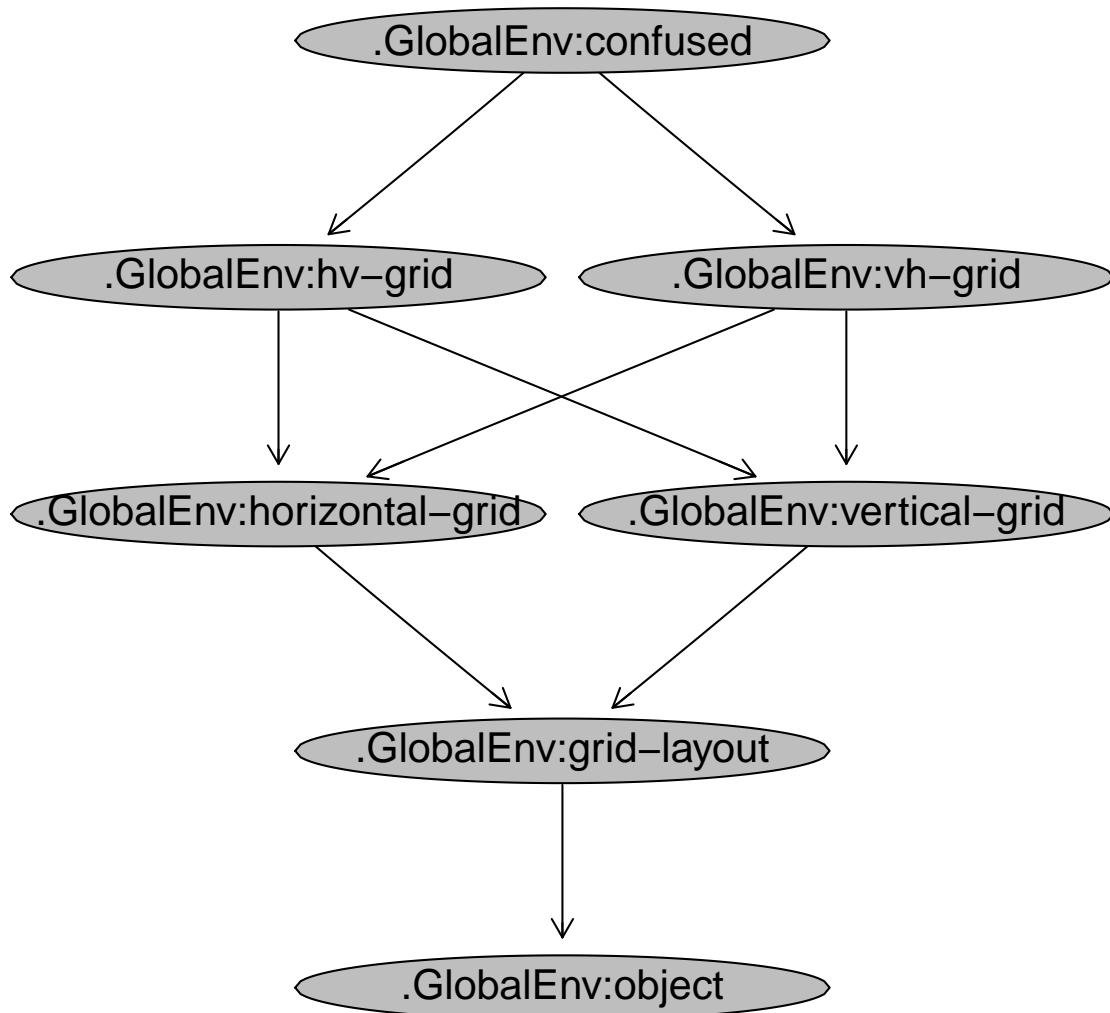 .GlobalEnv:confused
.GlobalEnv:hv−grid
.GlobalEnv:vh−grid
.GlobalEnv:horizontal−grid
.GlobalEnv:vertical−grid
.GlobalEnv:grid−layout
.GlobalEnv:object